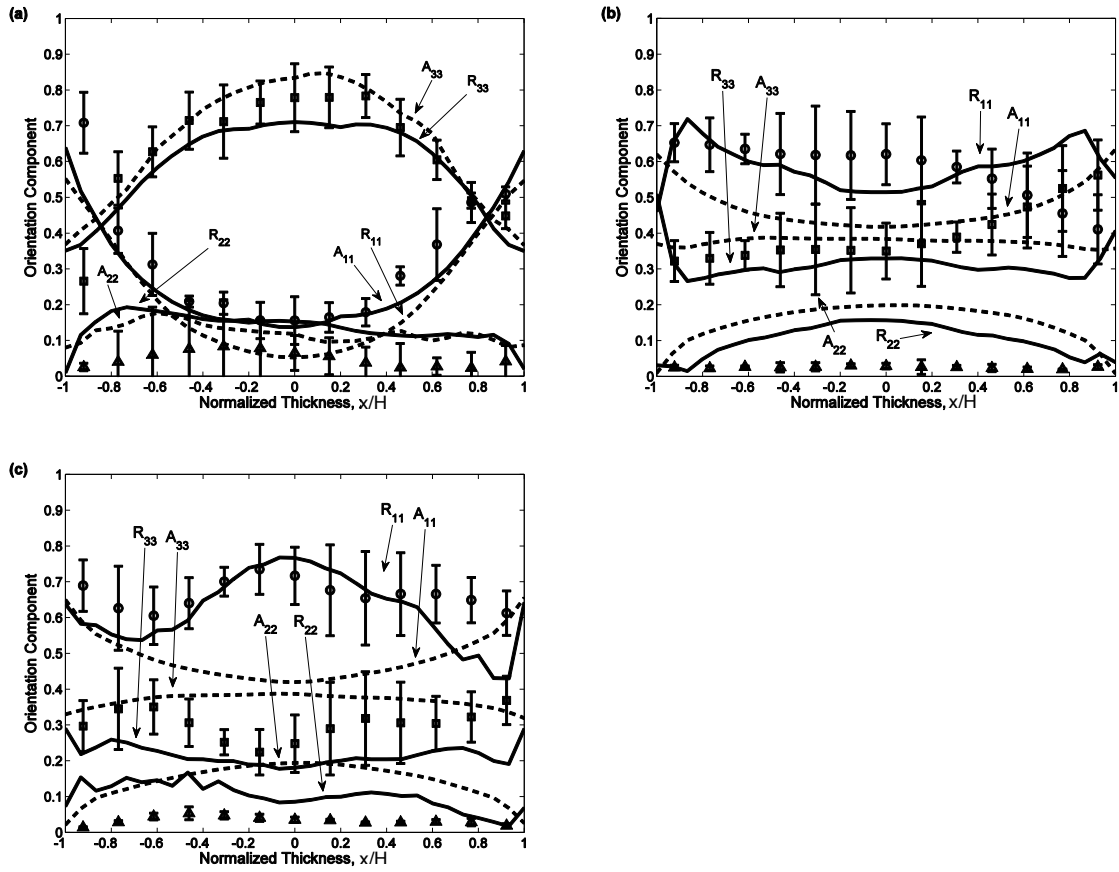 (a)
1
0.9
0.8
0.7
0.6
0.5
0.4
0.3
0.2
0.1
0
Orientation Component
A33
R33
R22
A22
R11
A11
-1 -0.8 -0.6 -0.4 -0.2 0 0.2 0.4 0.6 0.8 1
Normalized Thickness, x/H
(b)
1
0.9
0.8
0.7
0.6
0.5
0.4
0.3
0.2
0.1
0
Orientation Component
R33
A33
R11
A11
A22
R22
-1 -0.8 -0.6 -0.4 -0.2 0 0.2 0.4 0.6 0.8 1
Normalized Thickness, x/H
(c)
1
0.9
0.8
0.7
0.6
0.5
0.4
0.3
0.2
0.1
0
Orientation Component
R33
A33
R11
A11
A22
R22
-1 -0.8 -0.6 -0.4 -0.2 0 0.2 0.4 0.6 0.8 1
Normalized Thickness, x/H